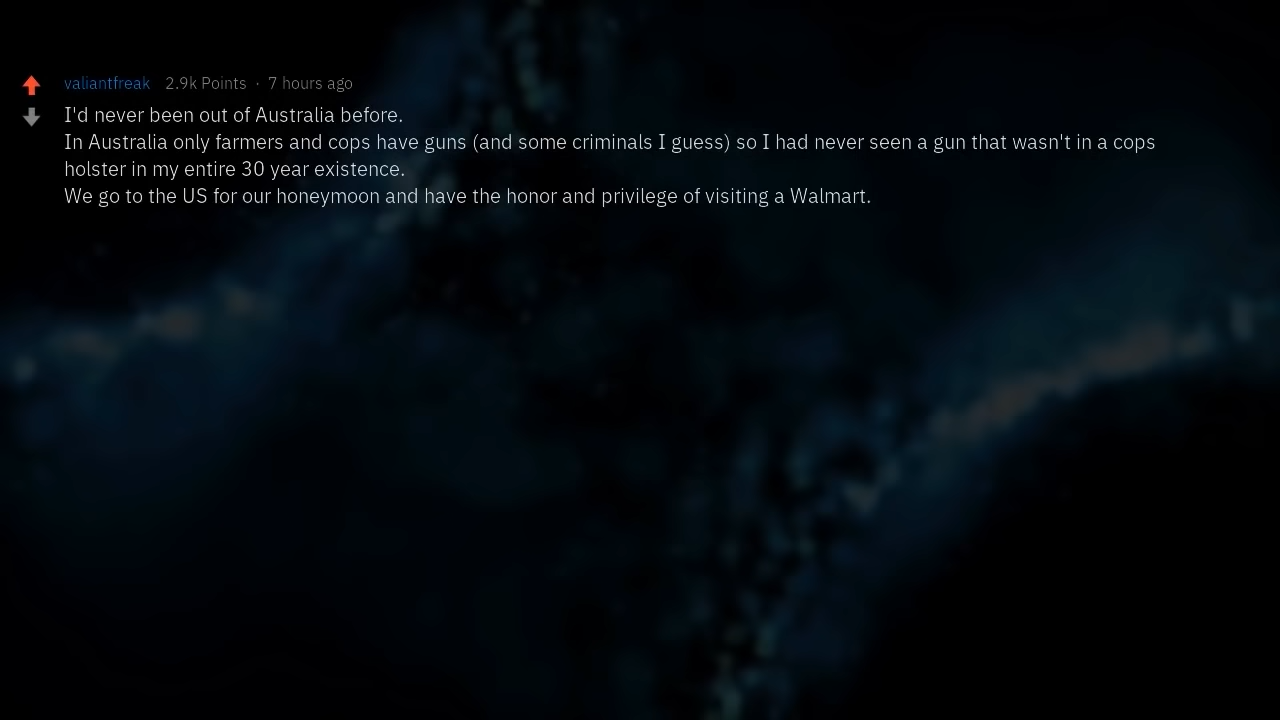 valiantfreak 2.9k Points · 7 hours ago
I'd never been out of Australia before.
In Australia only farmers and cops have guns (and some criminals I guess) so I had never seen a gun that wasn't in a cops
holster in my entire 30 year existence.
We go to the US for our honeymoon and have the honor and privilege of visiting a Walmart.